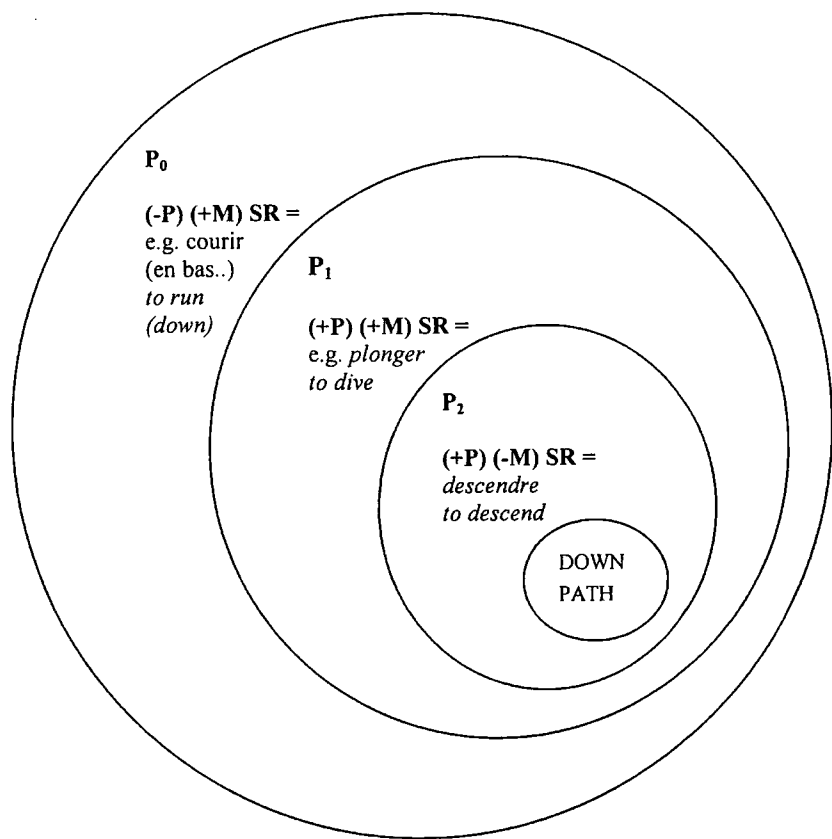 P₀
(-P) (+M) SR =
e.g. courir
(en bas..)
to run
(down)
P₁
(+P) (+M) SR =
e.g. plonger
to dive
P₂
(+P) (-M) SR =
descendre
to descend
DOWN
PATH